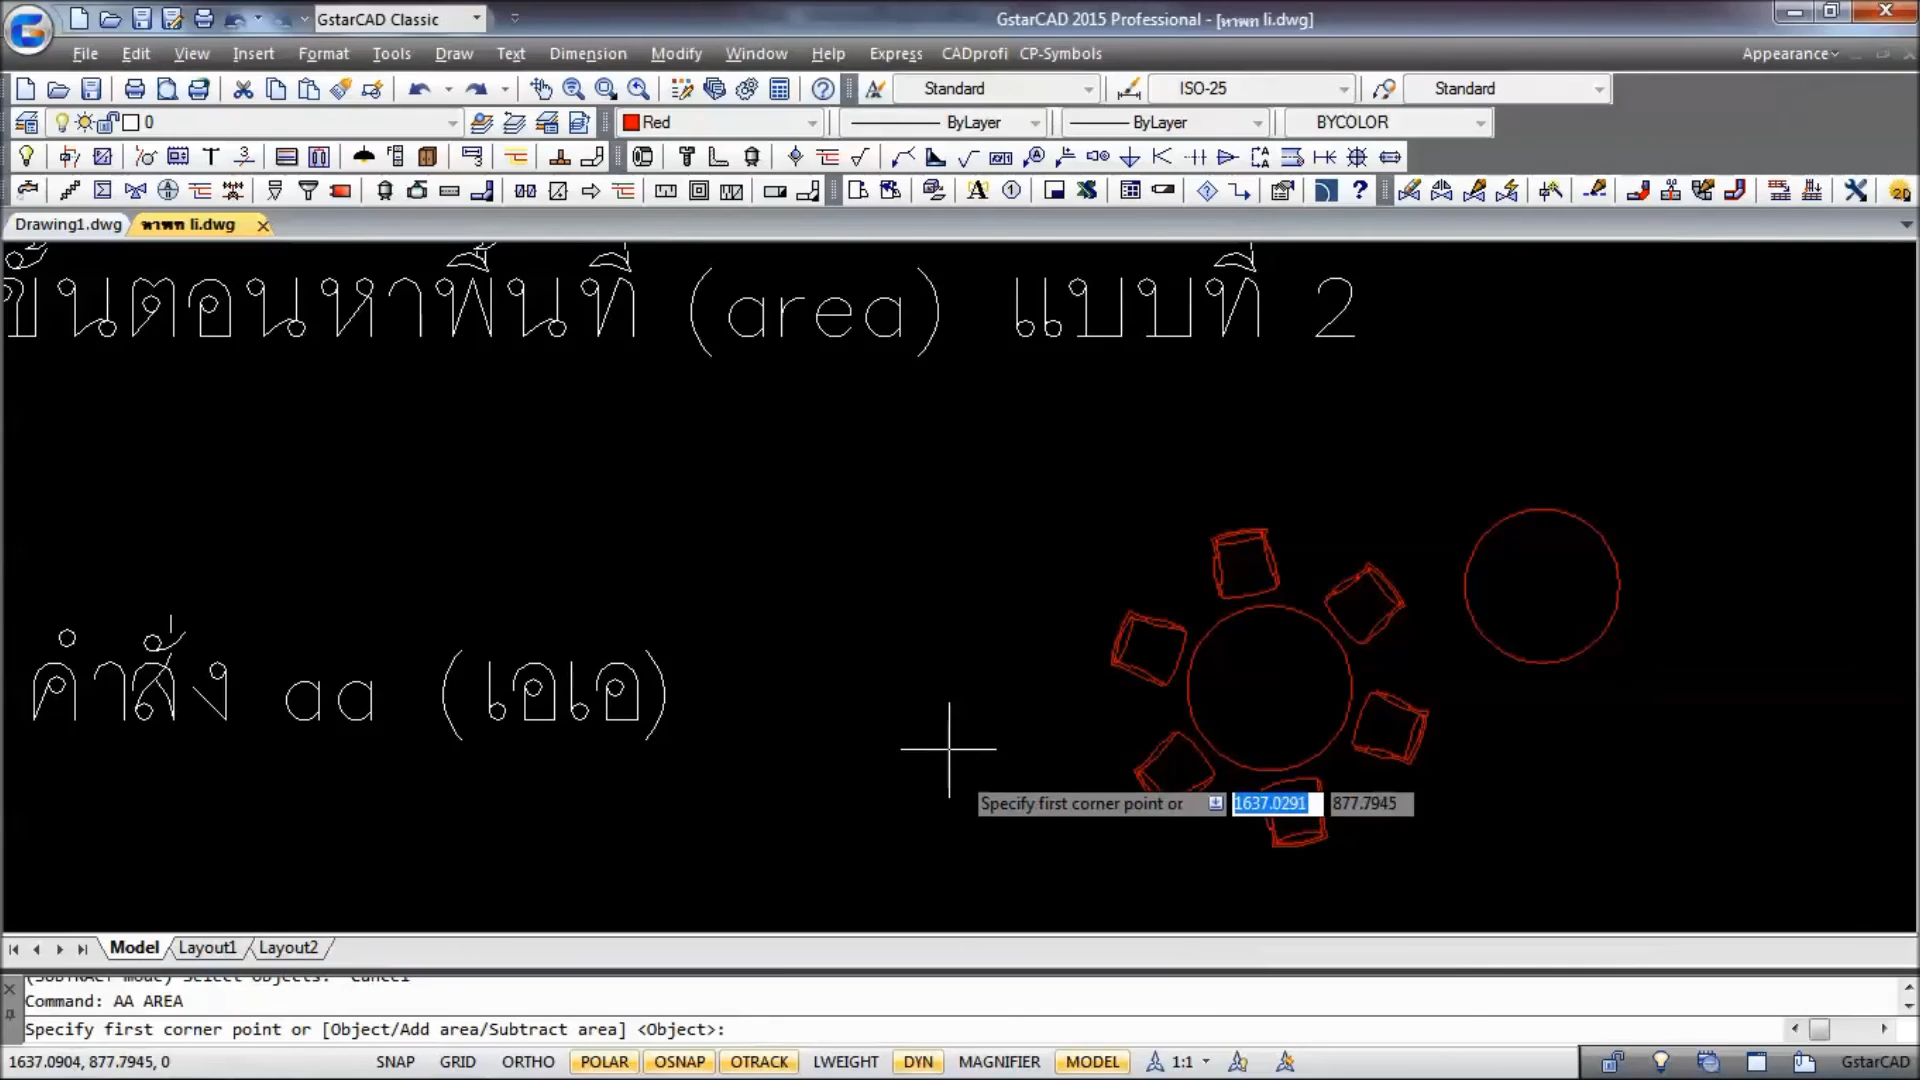 GstarCAD Classic
GstarCAD 2015 Professional - [หาพท li.dwg]
File Edit View Insert Format Tools Draw Text Dimension Modify Window Help Express CADprofi CP-Symbols Appearance
Standard ISO-25 Standard
0 Red ByLayer ByLayer BYCOLOR
Drawing1.dwg หาพท li.dwg
ขั้นตอนหาพื้นที่ (area) แบบที่ 2
คำสั่ง aa (เอเอ)
Specify first corner point or 1637.0291 877.7945
Model Layout1 Layout2
(SUBTRACT mode) Select objects: *Cancel*
Command: AA AREA
Specify first corner point or [Object/Add area/Subtract area] <Object>:
1637.0904, 877.7945, 0 SNAP GRID ORTHO POLAR OSNAP OTRACK LWEIGHT DYN MAGNIFIER MODEL 1:1 GstarCAD